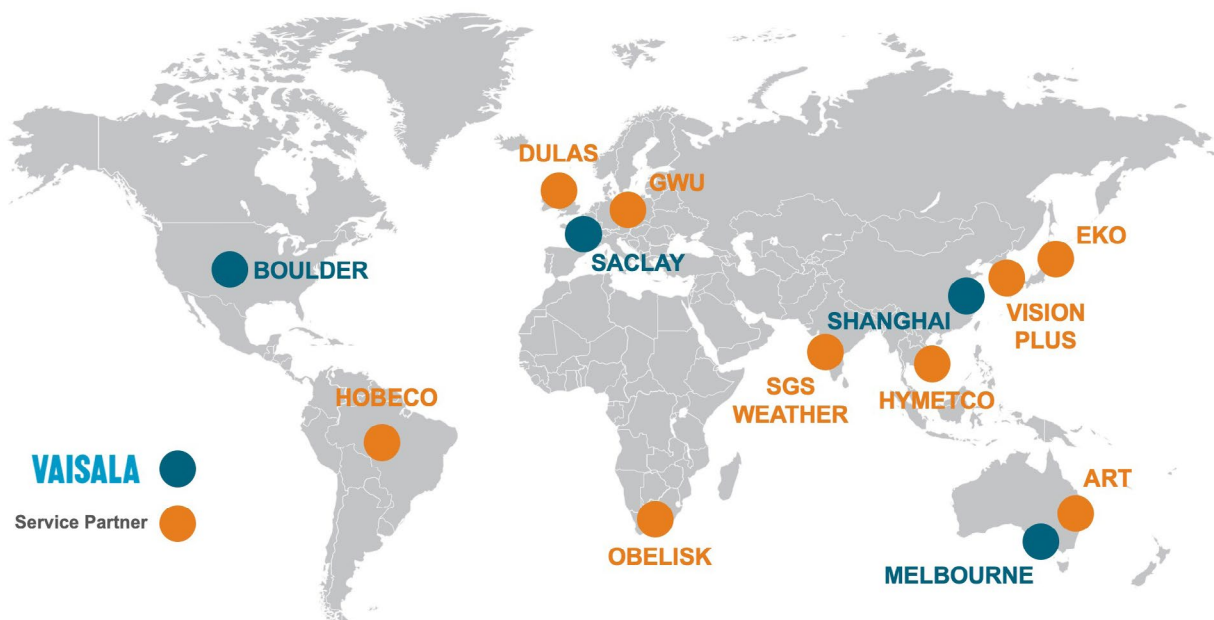 DULAS
GWU
EKO
BOULDER
SACLAY
SHANGHAI
VISION
PLUS
HOBECO
SGS
WEATHER
HYMETCO
VAISALA
ART
Service Partner
OBELISK
MELBOURNE